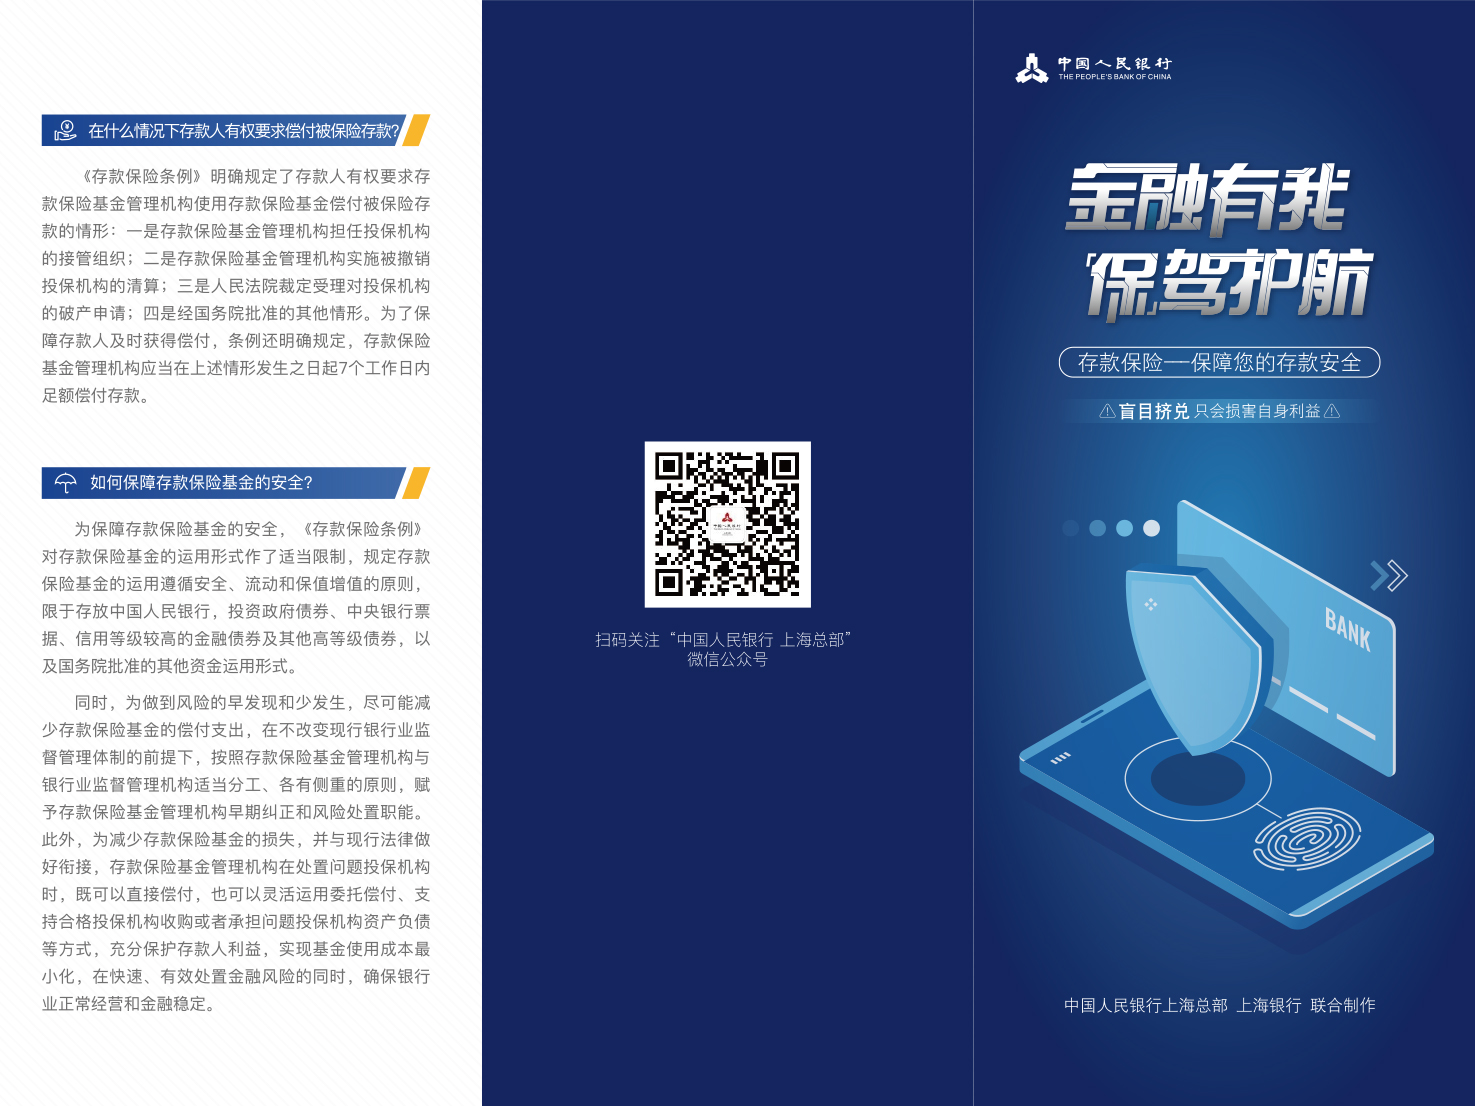 在什么情况下存款人有权要求偿付被保险存款?
《存款保险条例》明确规定了存款人有权要求存
款保险基金管理机构使用存款保险基金偿付被保险存
款的情形：一是存款保险基金管理机构担任投保机构
的接管组织；二是存款保险基金管理机构实施被撤销
投保机构的清算；三是人民法院裁定受理对投保机构
的破产申请；四是经国务院批准的其他情形。为了保
障存款人及时获得偿付，条例还明确规定，存款保险
基金管理机构应当在上述情形发生之日起7个工作日内
足额偿付存款。
如何保障存款保险基金的安全?
为保障存款保险基金的安全，《存款保险条例》
对存款保险基金的运用形式作了适当限制，规定存款
保险基金的运用遵循安全、流动和保值增值的原则，
限于存放中国人民银行，投资政府债券、中央银行票
据、信用等级较高的金融债券及其他高等级债券，以
及国务院批准的其他资金运用形式。
同时，为做到风险的早发现和少发生，尽可能减
少存款保险基金的偿付支出，在不改变现行银行业监
督管理体制的前提下，按照存款保险基金管理机构与
银行业监督管理机构适当分工、各有侧重的原则，赋
予存款保险基金管理机构早期纠正和风险处置职能。
此外，为减少存款保险基金的损失，并与现行法律做
好衔接，存款保险基金管理机构在处置问题投保机构
时，既可以直接偿付，也可以灵活运用委托偿付、支
持合格投保机构收购或者承担问题投保机构资产负债
等方式，充分保护存款人利益，实现基金使用成本最
小化，在快速、有效处置金融风险的同时，确保银行
业正常经营和金融稳定。
中国人民银行
扫码关注“中国人民银行 上海总部”
微信公众号
中国人民银行
THE PEOPLE'S BANK OF CHINA
金融有我
保驾护航
存款保险——保障您的存款安全
盲目挤兑 只会损害自身利益
BANK
中国人民银行上海总部 上海银行 联合制作